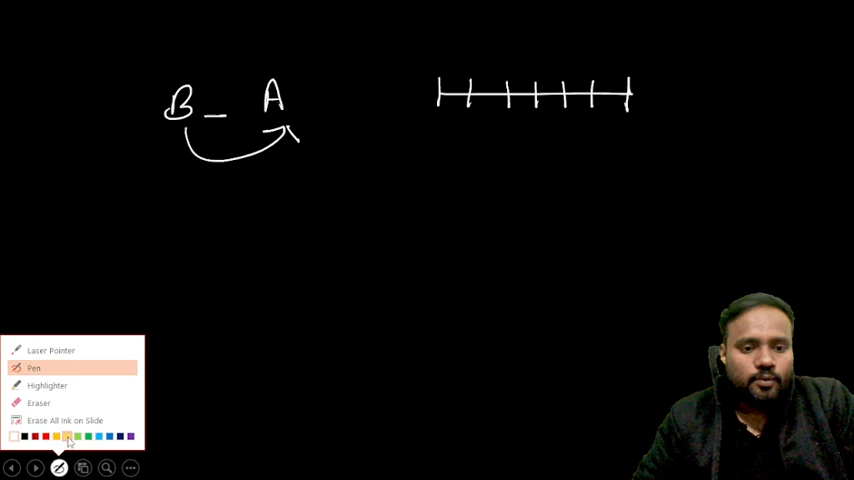 B _ A
Laser Pointer
Pen
Highlighter
Eraser
Erase All Ink on Slide